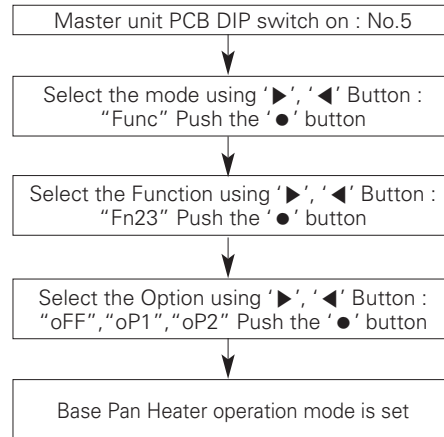 Master unit PCB DIP switch on : No.5
Select the mode using ‘▶’, ‘◀’ Button :
“Func” Push the ‘●’ button
Select the Function using ‘▶’, ‘◀’ Button :
“Fn23” Push the ‘●’ button
Select the Option using ‘▶’, ‘◀’ Button :
“oFF”,“oP1”,“oP2” Push the ‘●’ button
Base Pan Heater operation mode is set